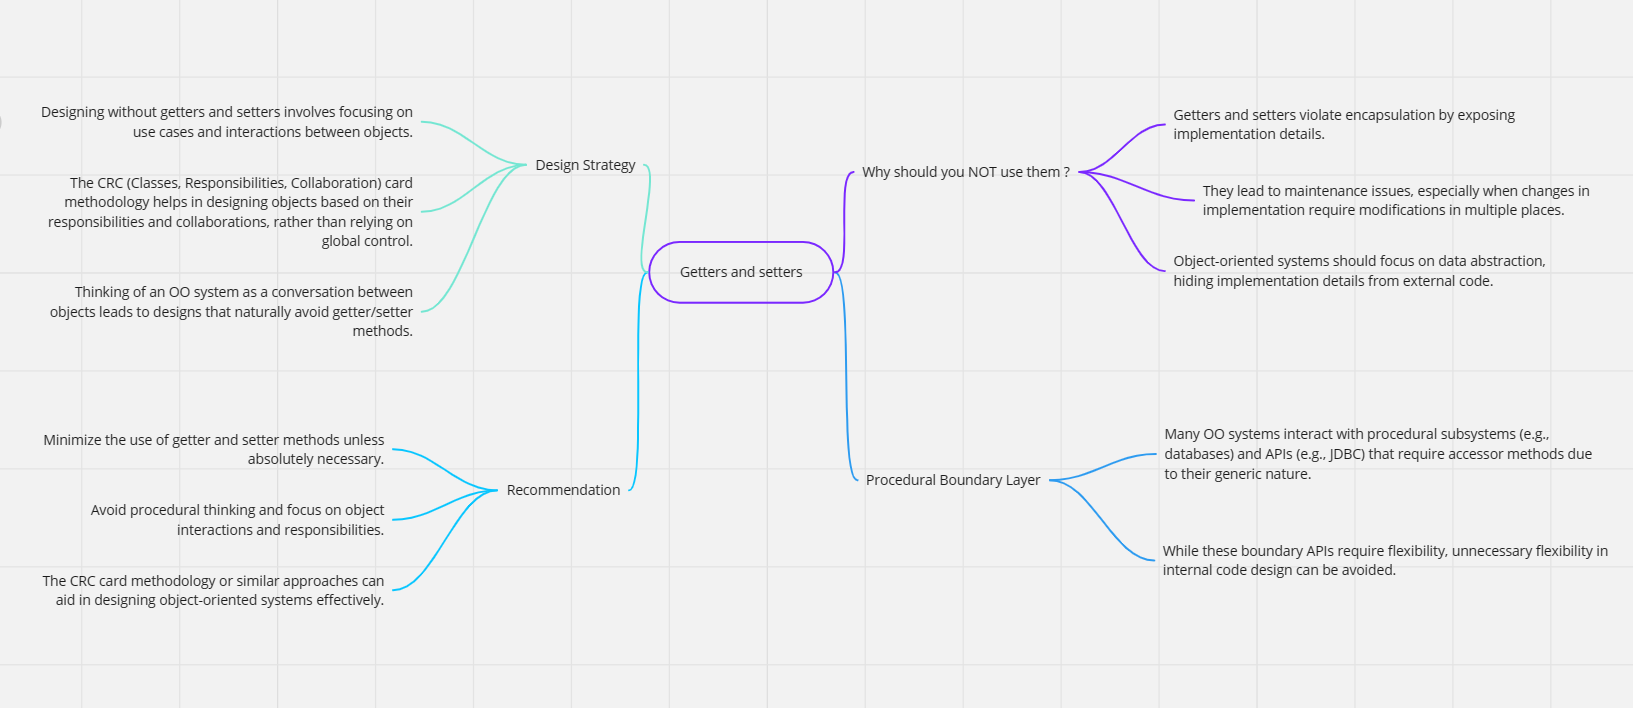 Getters and setters
Design Strategy
Designing without getters and setters involves focusing on
use cases and interactions between objects.
The CRC (Classes, Responsibilities, Collaboration) card
methodology helps in designing objects based on their
responsibilities and collaborations, rather than relying on
global control.
Thinking of an OO system as a conversation between
objects leads to designs that naturally avoid getter/setter
methods.
Recommendation
Minimize the use of getter and setter methods unless
absolutely necessary.
Avoid procedural thinking and focus on object
interactions and responsibilities.
The CRC card methodology or similar approaches can
aid in designing object-oriented systems effectively.
Why should you NOT use them ?
Getters and setters violate encapsulation by exposing
implementation details.
They lead to maintenance issues, especially when changes in
implementation require modifications in multiple places.
Object-oriented systems should focus on data abstraction,
hiding implementation details from external code.
Procedural Boundary Layer
Many OO systems interact with procedural subsystems (e.g.,
databases) and APIs (e.g., JDBC) that require accessor methods due
to their generic nature.
While these boundary APIs require flexibility, unnecessary flexibility in
internal code design can be avoided.